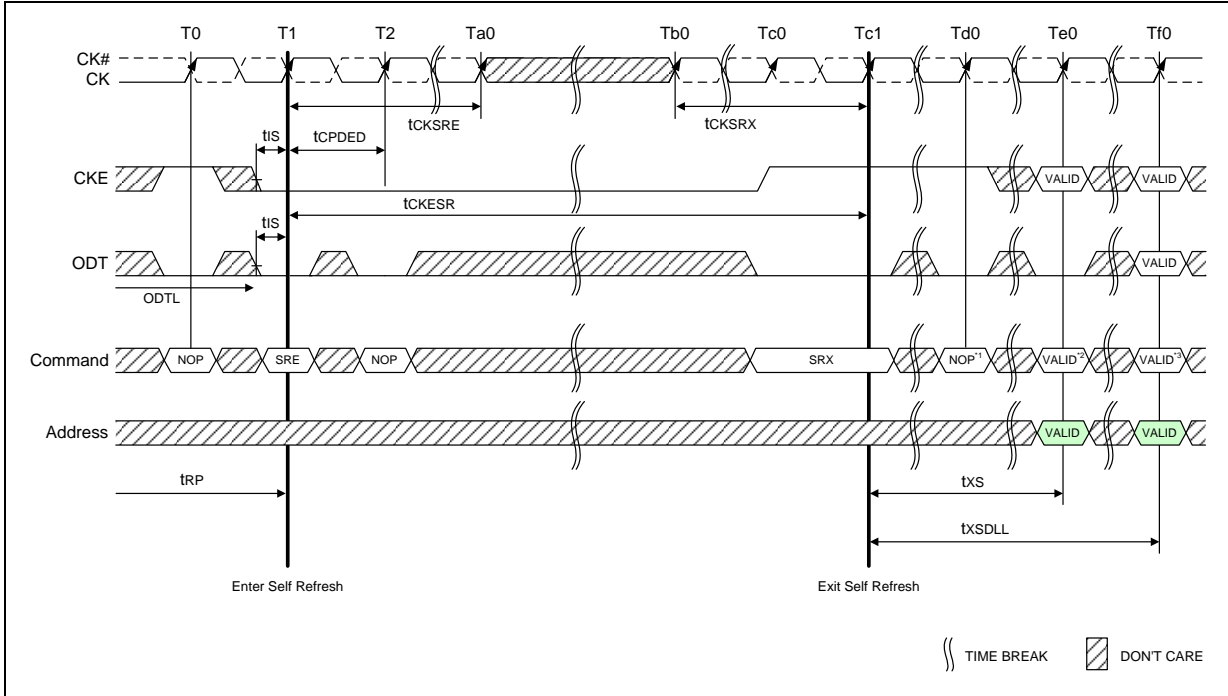 T0 T1 T2 Ta0 Tb0 Tc0 Tc1 Td0 Te0 Tf0
CK#
CK
tCKSRE tCKSRX
tIS tCPDED
CKE VALID VALID
tCKESR
tIS
ODT VALID
ODTL
Command NOP SRE NOP SRX NOP*1 VALID*2 VALID*3
Address VALID VALID
tRP tXS
tXSDLL
Enter Self Refresh Exit Self Refresh
TIME BREAK DON'T CARE